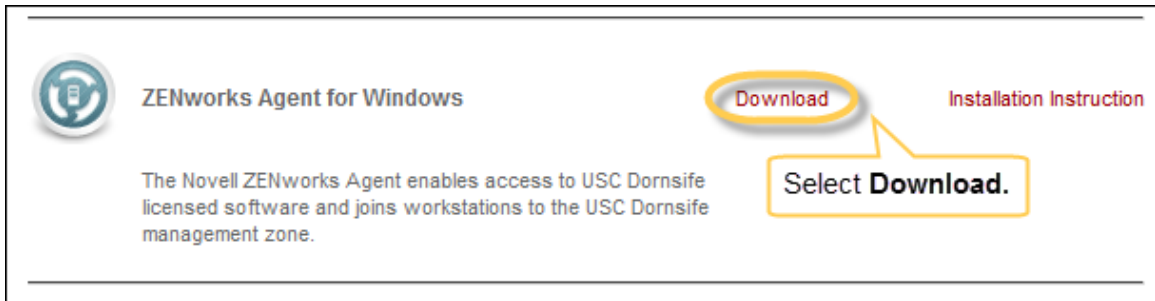 ZENworks Agent for Windows
Download
Installation Instruction
Select Download.
The Novell ZENworks Agent enables access to USC Dornsife
licensed software and joins workstations to the USC Dornsife
management zone.